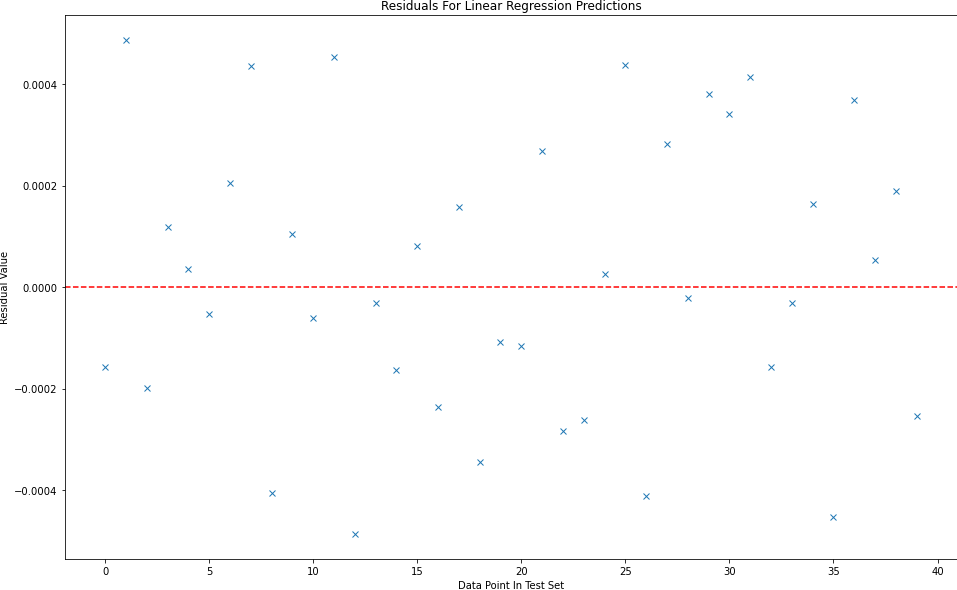 Residuals For Linear Regression Predictions
0.0004
0.0002
0.0000
−0.0002
−0.0004
Residual Value
0 5 10 15 20 25 30 35 40
Data Point In Test Set